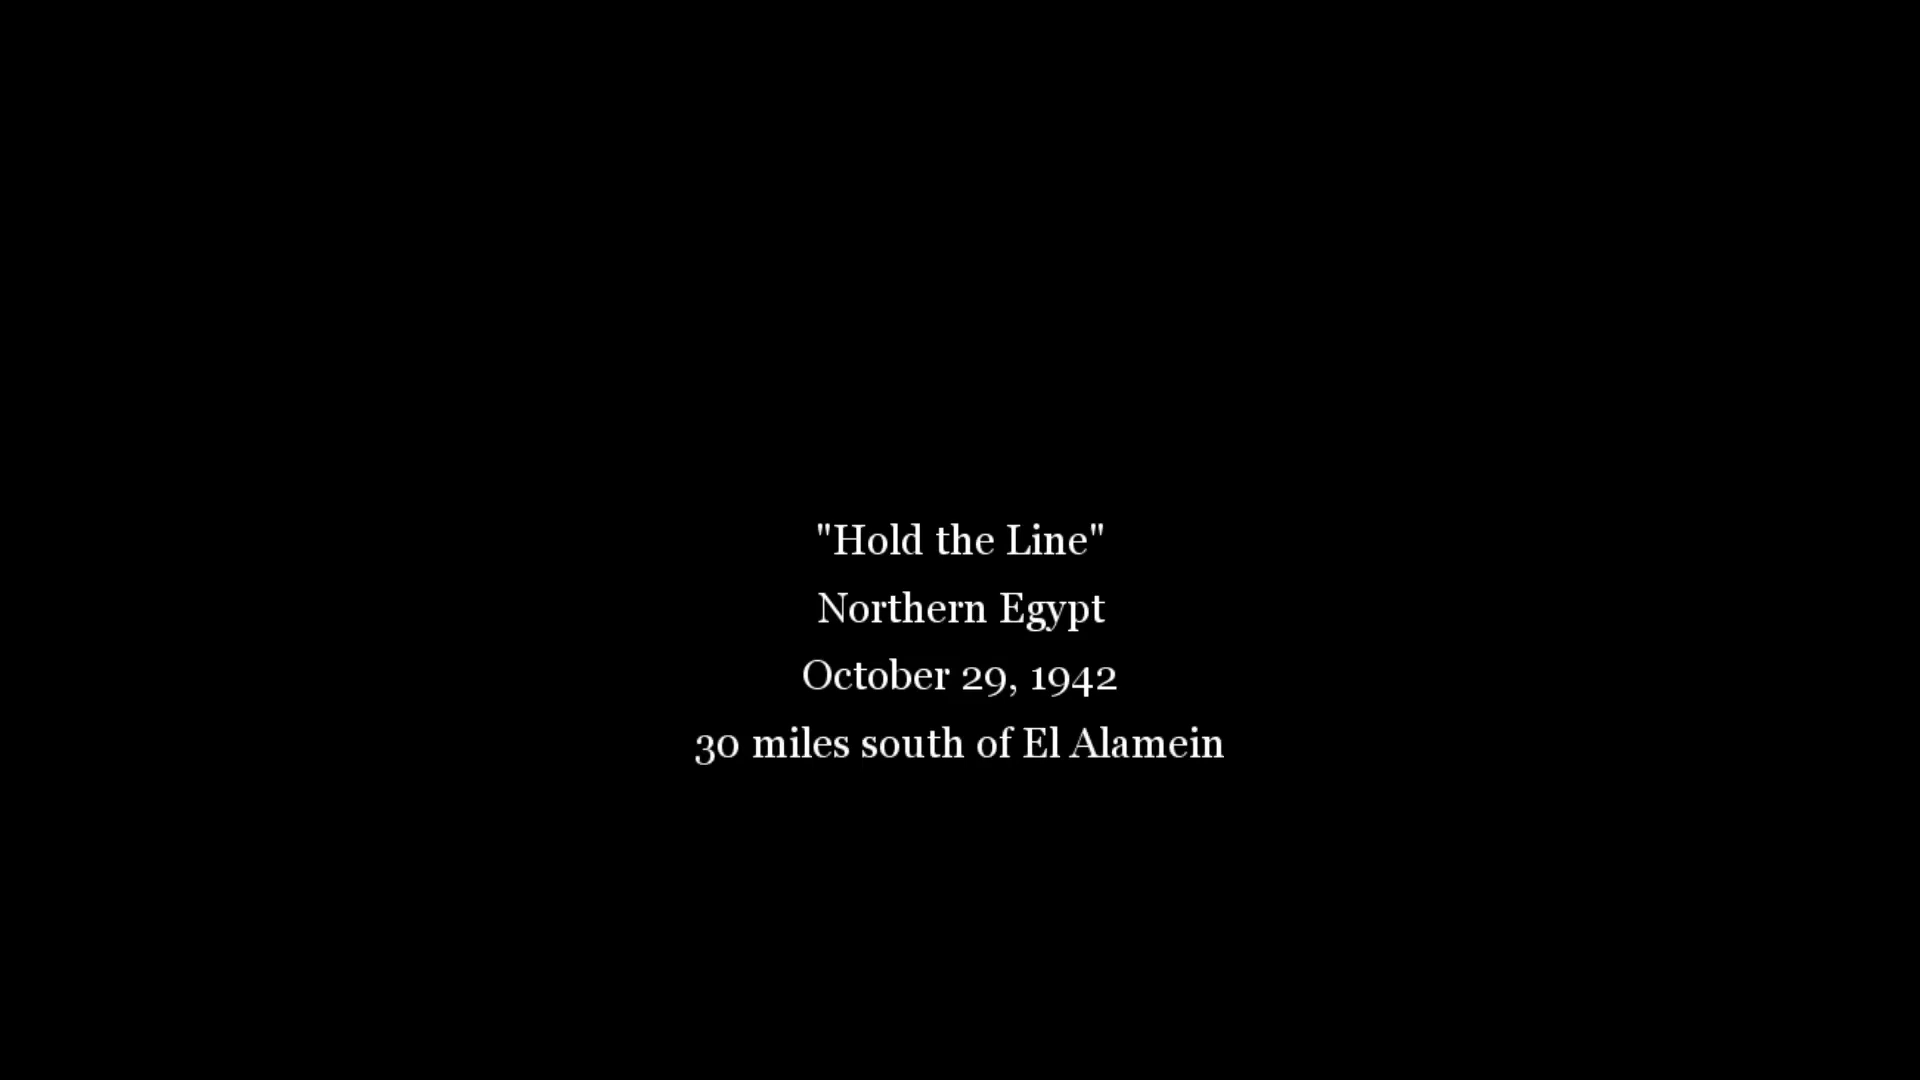 "Hold the Line"
Northern Egypt
October 29, 1942
30 miles south of El Alamein